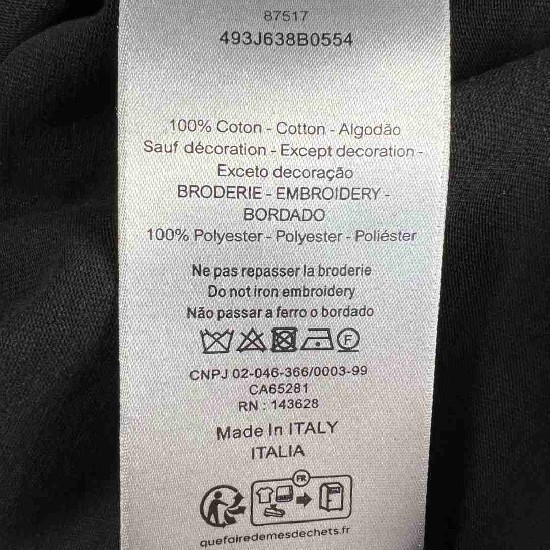 87517
493J638B0554
100% Coton - Cotton - Algodão
Sauf décoration - Except decoration -
Exceto decoração
BRODERIE - EMBROIDERY -
BORDADO
100% Polyester - Polyester - Poliéster
Ne pas repasser la broderie
Do not iron embroidery
Não passar a ferro o bordado
F
CNPJ 02-046-366/0003-99
CA65281
RN : 143628
Made In ITALY
ITALIA
FR
quefairedemesdechets.fr